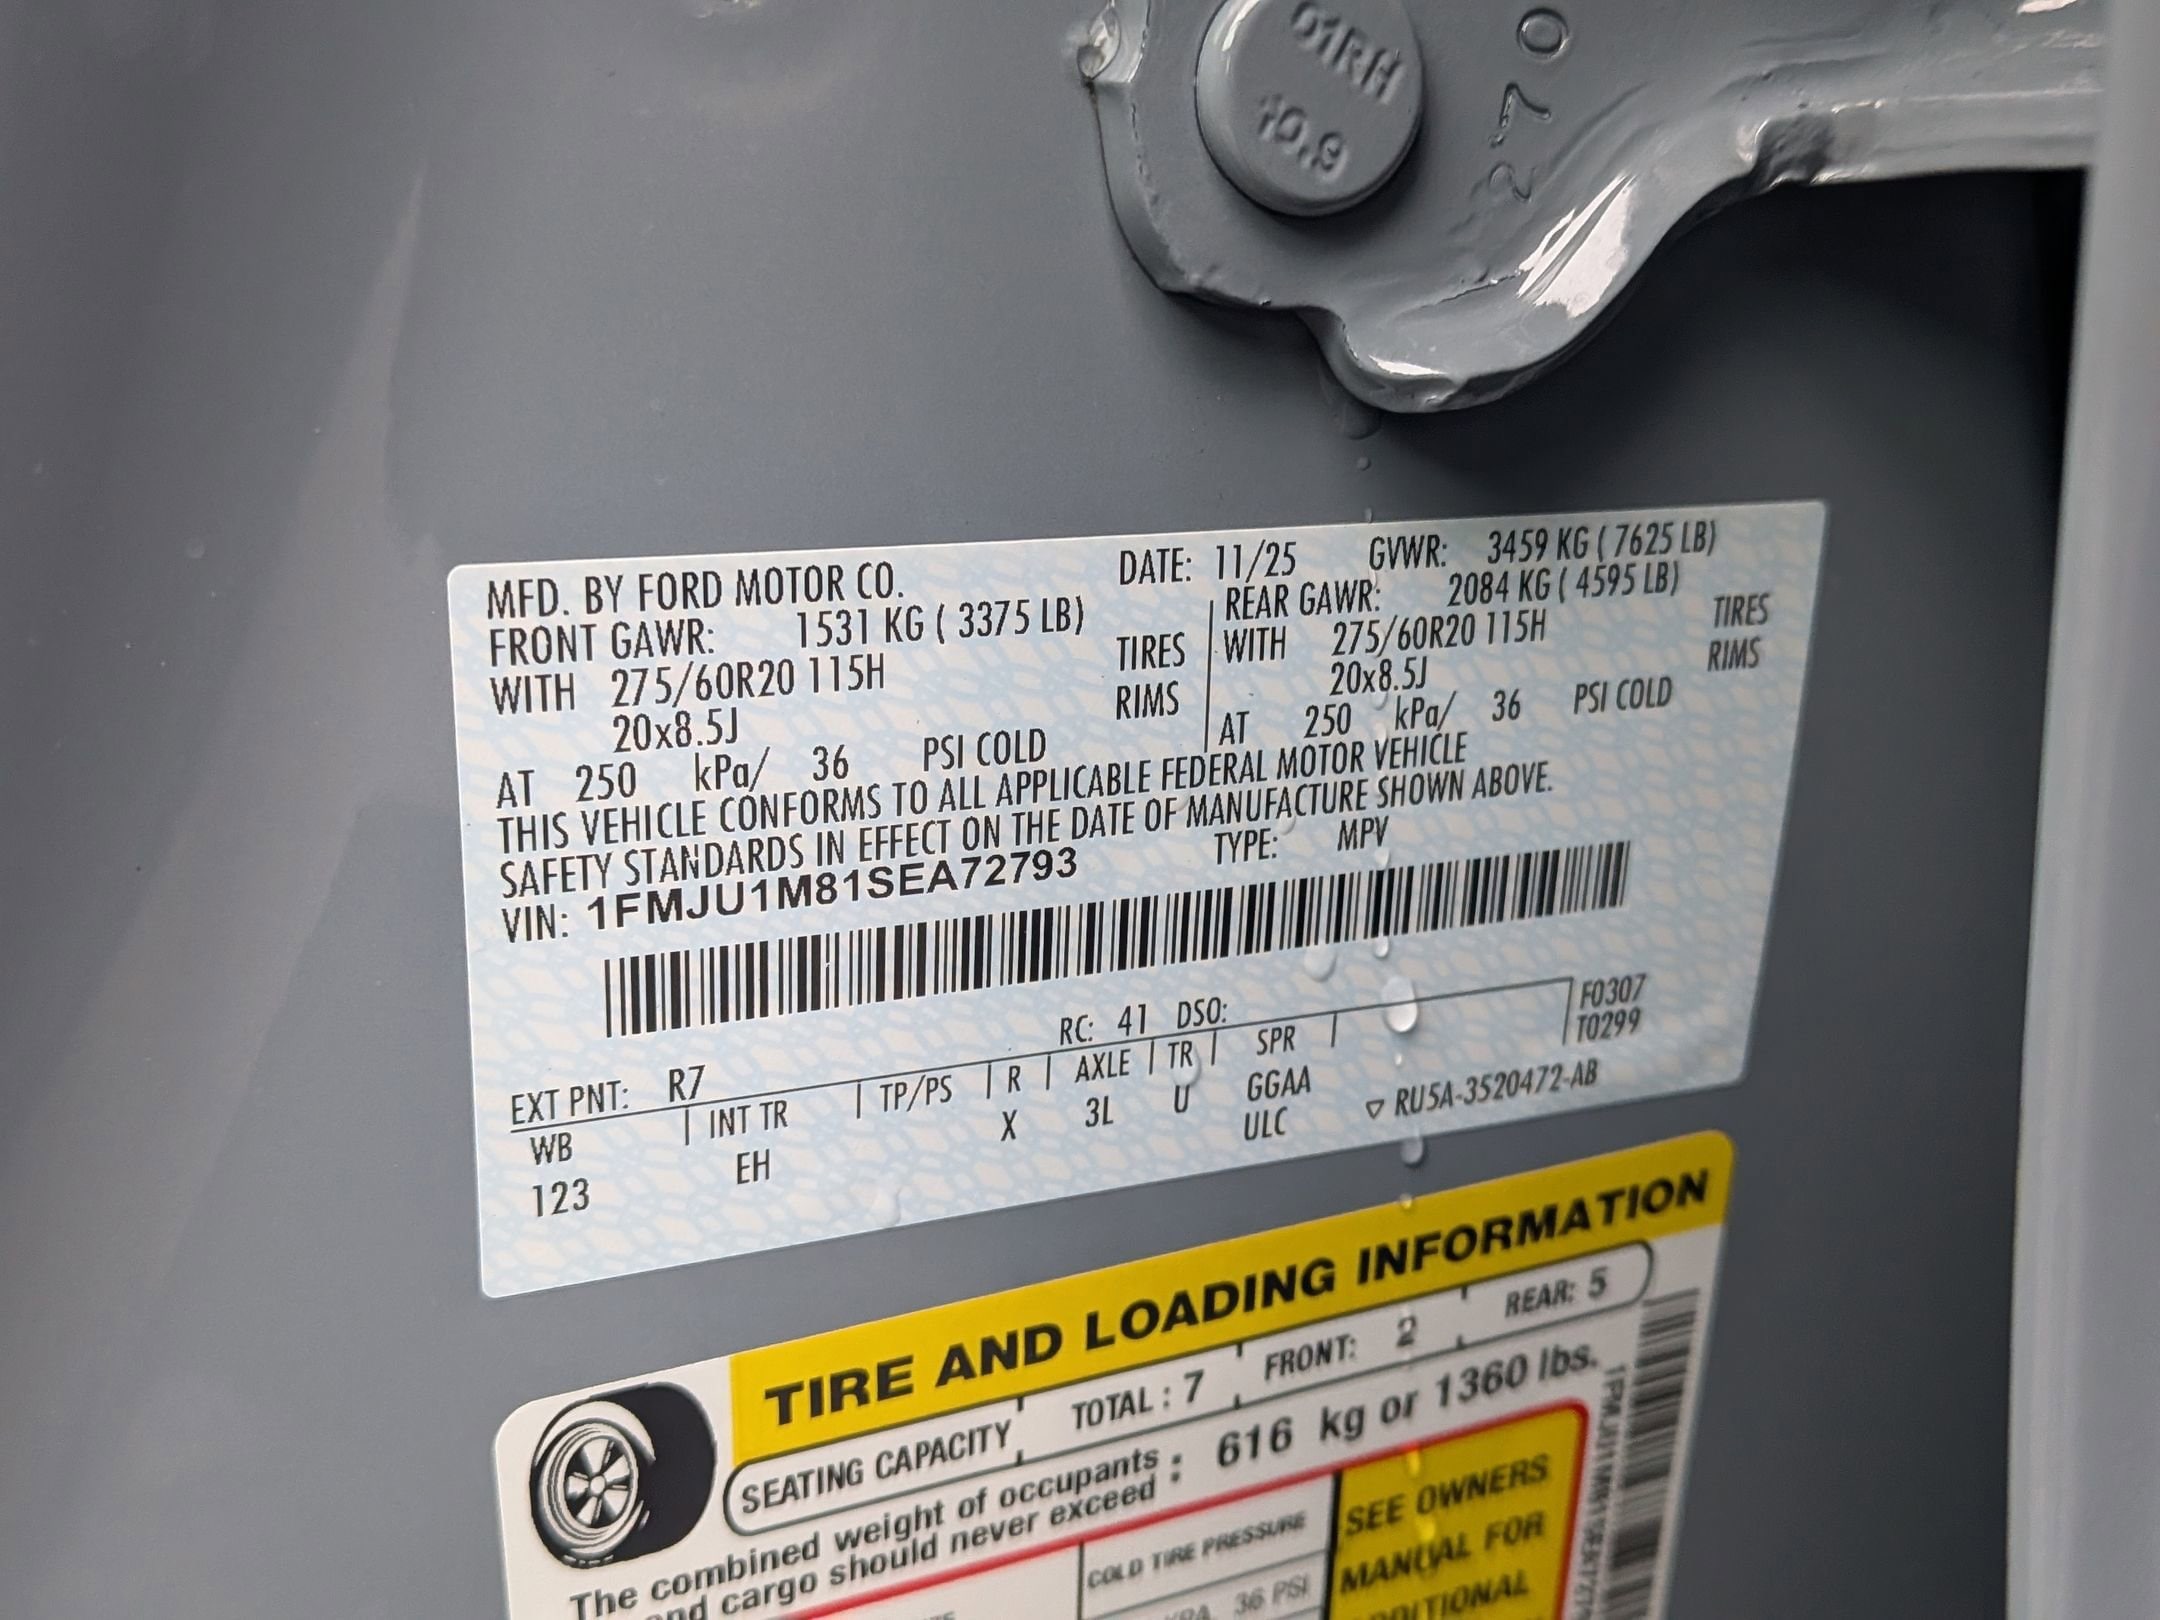 01RH
10.9
270
MFD. BY FORD MOTOR CO. DATE: 11/25 GVWR: 3459 KG ( 7625 LB)
FRONT GAWR: 1531 KG ( 3375 LB) REAR GAWR: 2084 KG ( 4595 LB)
WITH 275/60R20 115H TIRES WITH 275/60R20 115H TIRES
20x8.5J RIMS 20x8.5J RIMS
AT 250 kPa/ 36 PSI COLD AT 250 kPa/ 36 PSI COLD
THIS VEHICLE CONFORMS TO ALL APPLICABLE FEDERAL MOTOR VEHICLE
SAFETY STANDARDS IN EFFECT ON THE DATE OF MANUFACTURE SHOWN ABOVE.
VIN: 1FMJU1M81SEA72793 TYPE: MPV
EXT PNT: R7 RC: 41 DSO: F0307
WB INT TR TP/PS R AXLE TR SPR T0299
123 EH X 3L U GGAA
ULC ▽ RU5A-3520472-AB
TIRE AND LOADING INFORMATION
SEATING CAPACITY TOTAL : 7 FRONT: 2 REAR: 5
The combined weight of occupants
and cargo should never exceed : 616 kg or 1360 lbs.
COLD TIRE PRESSURE
36 PSI
SEE OWNERS
MANUAL FOR